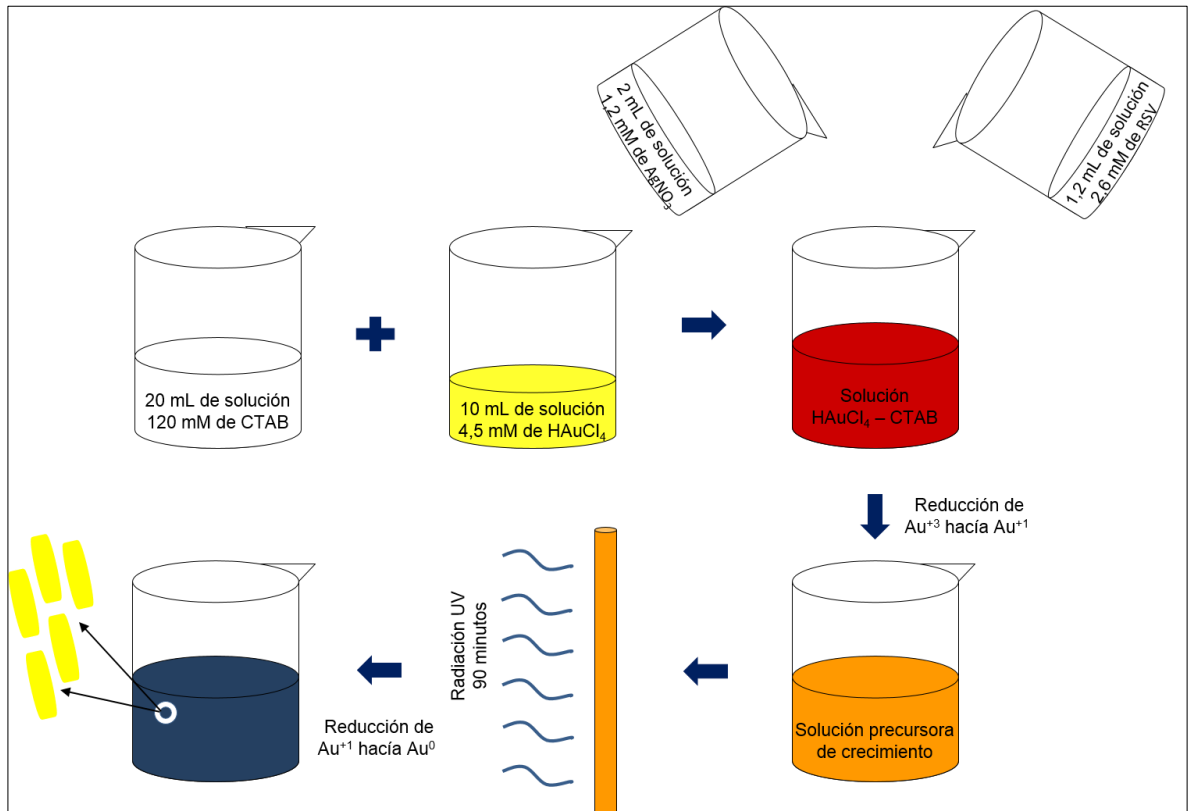 2 mL de solución
1,2 mM de AgNO₃
1,2 mL de solución
2,6 mM de RSV
20 mL de solución
120 mM de CTAB
10 mL de solución
4,5 mM de HAuCl₄
Solución
HAuCl₄ – CTAB
Reducción de
Au⁺³ hacía Au⁺¹
Solución precursora
de crecimiento
Radiación UV
90 minutos
Reducción de
Au⁺¹ hacía Au⁰